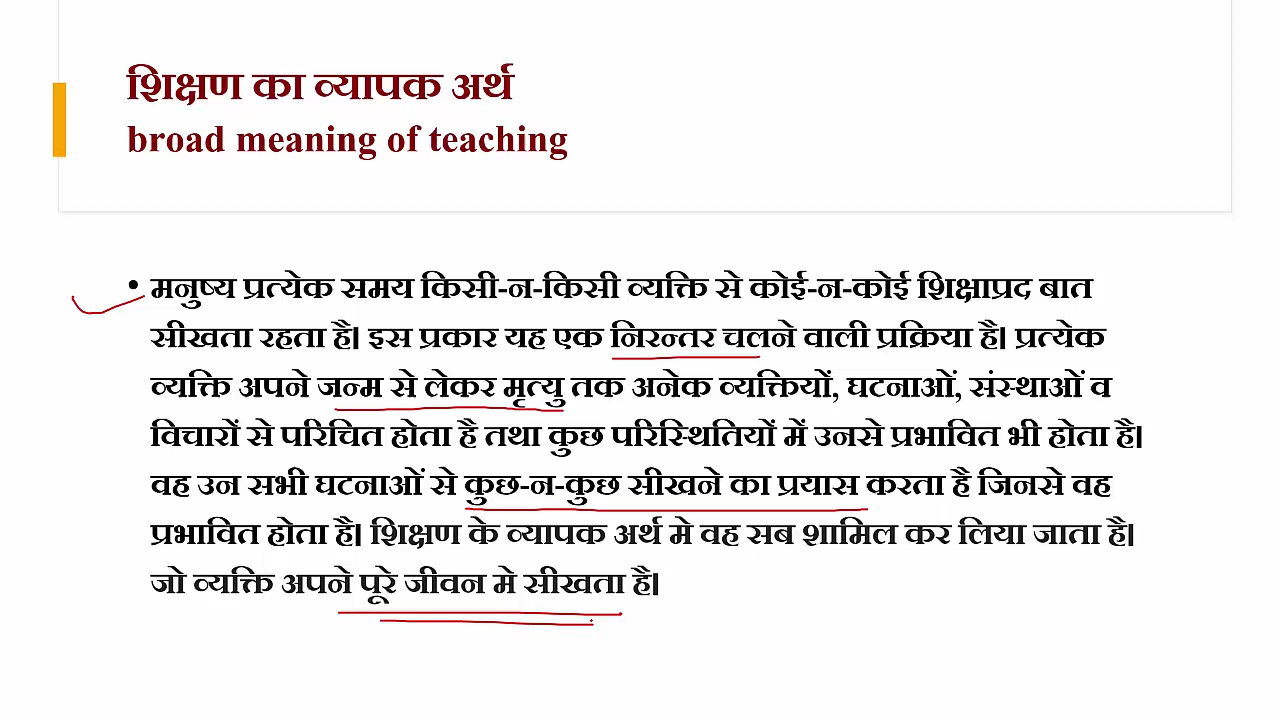 शिक्षण का व्यापक अर्थ
broad meaning of teaching
• मनुष्य प्रत्येक समय किसी-न-किसी व्यक्ति से कोई-न-कोई शिक्षाप्रद बात
सीखता रहता है। इस प्रकार यह एक निरन्तर चलने वाली प्रक्रिया है। प्रत्येक
व्यक्ति अपने जन्म से लेकर मृत्यु तक अनेक व्यक्तियों, घटनाओं, संस्थाओं व
विचारों से परिचित होता है तथा कुछ परिस्थितियों में उनसे प्रभावित भी होता है।
वह उन सभी घटनाओं से कुछ-न-कुछ सीखने का प्रयास करता है जिनसे वह
प्रभावित होता है। शिक्षण के व्यापक अर्थ मे वह सब शामिल कर लिया जाता है।
जो व्यक्ति अपने पूरे जीवन मे सीखता है।